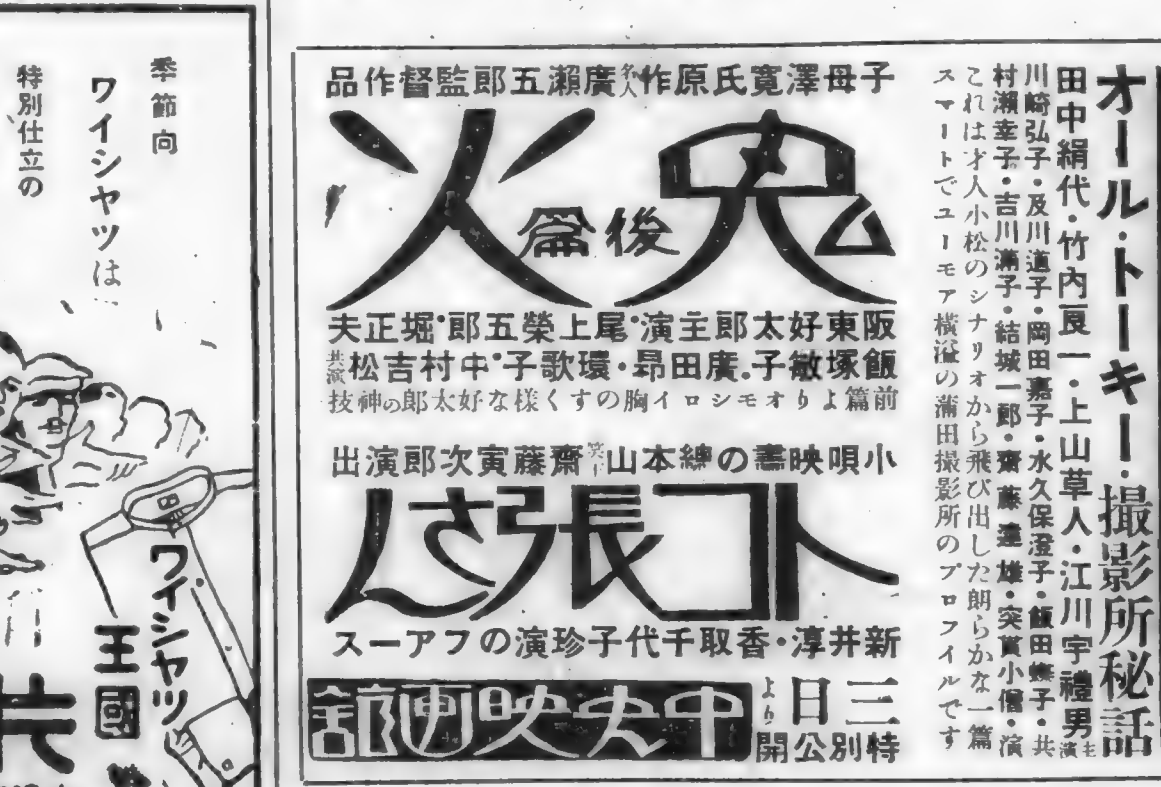 オール・トーキー・撮影所秘話
田中絹代・竹内良一・上山草人・江川宇禮男主演
川崎弘子・及川道子・岡田嘉子・水久保澄子・飯田蝶子・共
村瀬幸子・吉川滿子・結城一郎・齋藤達雄・突貫小僧・演
これは才人小松のシナリオから飛び出した朗らかな一篇
スマートでユーモア横溢の蒲田撮影所のプロフイルです
子母澤寛氏原作名人廣瀬五郎監督作品
鬼火
後篇
阪東好太郎主演・尾上榮五郎・堀正夫
飯塚敏子・廣田昴・環歌子・中村吉松共演
前篇よりオモシロイ胸のすく様な好太郎の神技
小唄映畫の總本山笑王齋藤寅次郎演出
トコ張さん
新井淳・香取千代子珍演のフアース
三日より
特別公開
中央映画舘
季節向
ワイシャツは
特別仕立の
ワイシャツ
王國